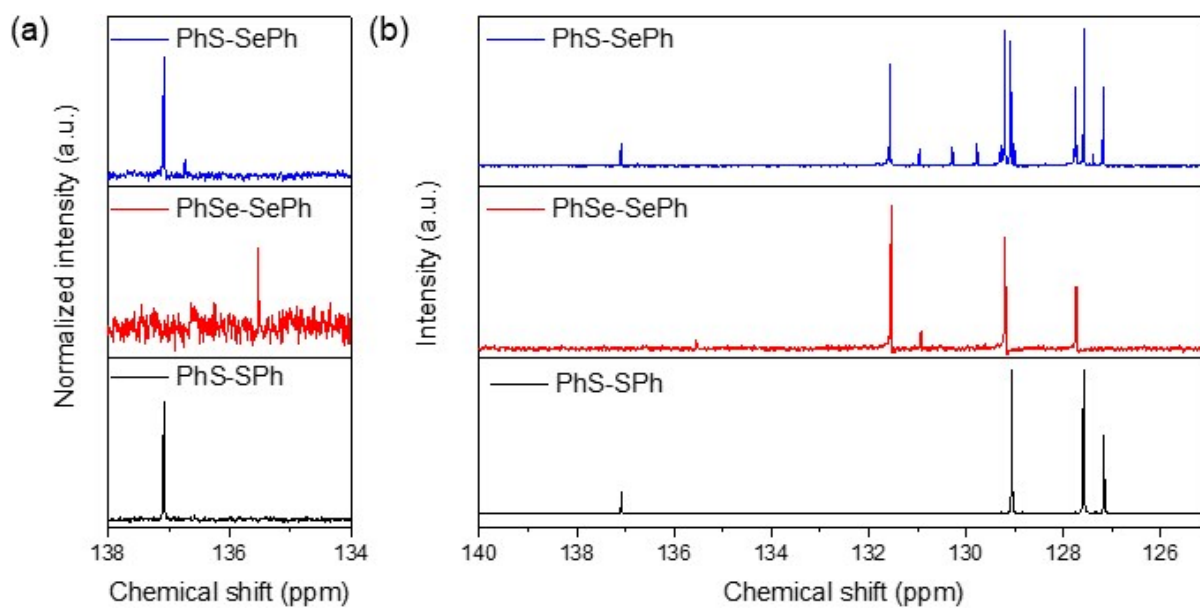 (a)
PhS-SePh
PhSe-SePh
PhS-SPh
Normalized intensity (a.u.)
138 136 134
Chemical shift (ppm)
(b)
PhS-SePh
PhSe-SePh
PhS-SPh
Intensity (a.u.)
140 138 136 134 132 130 128 126
Chemical shift (ppm)